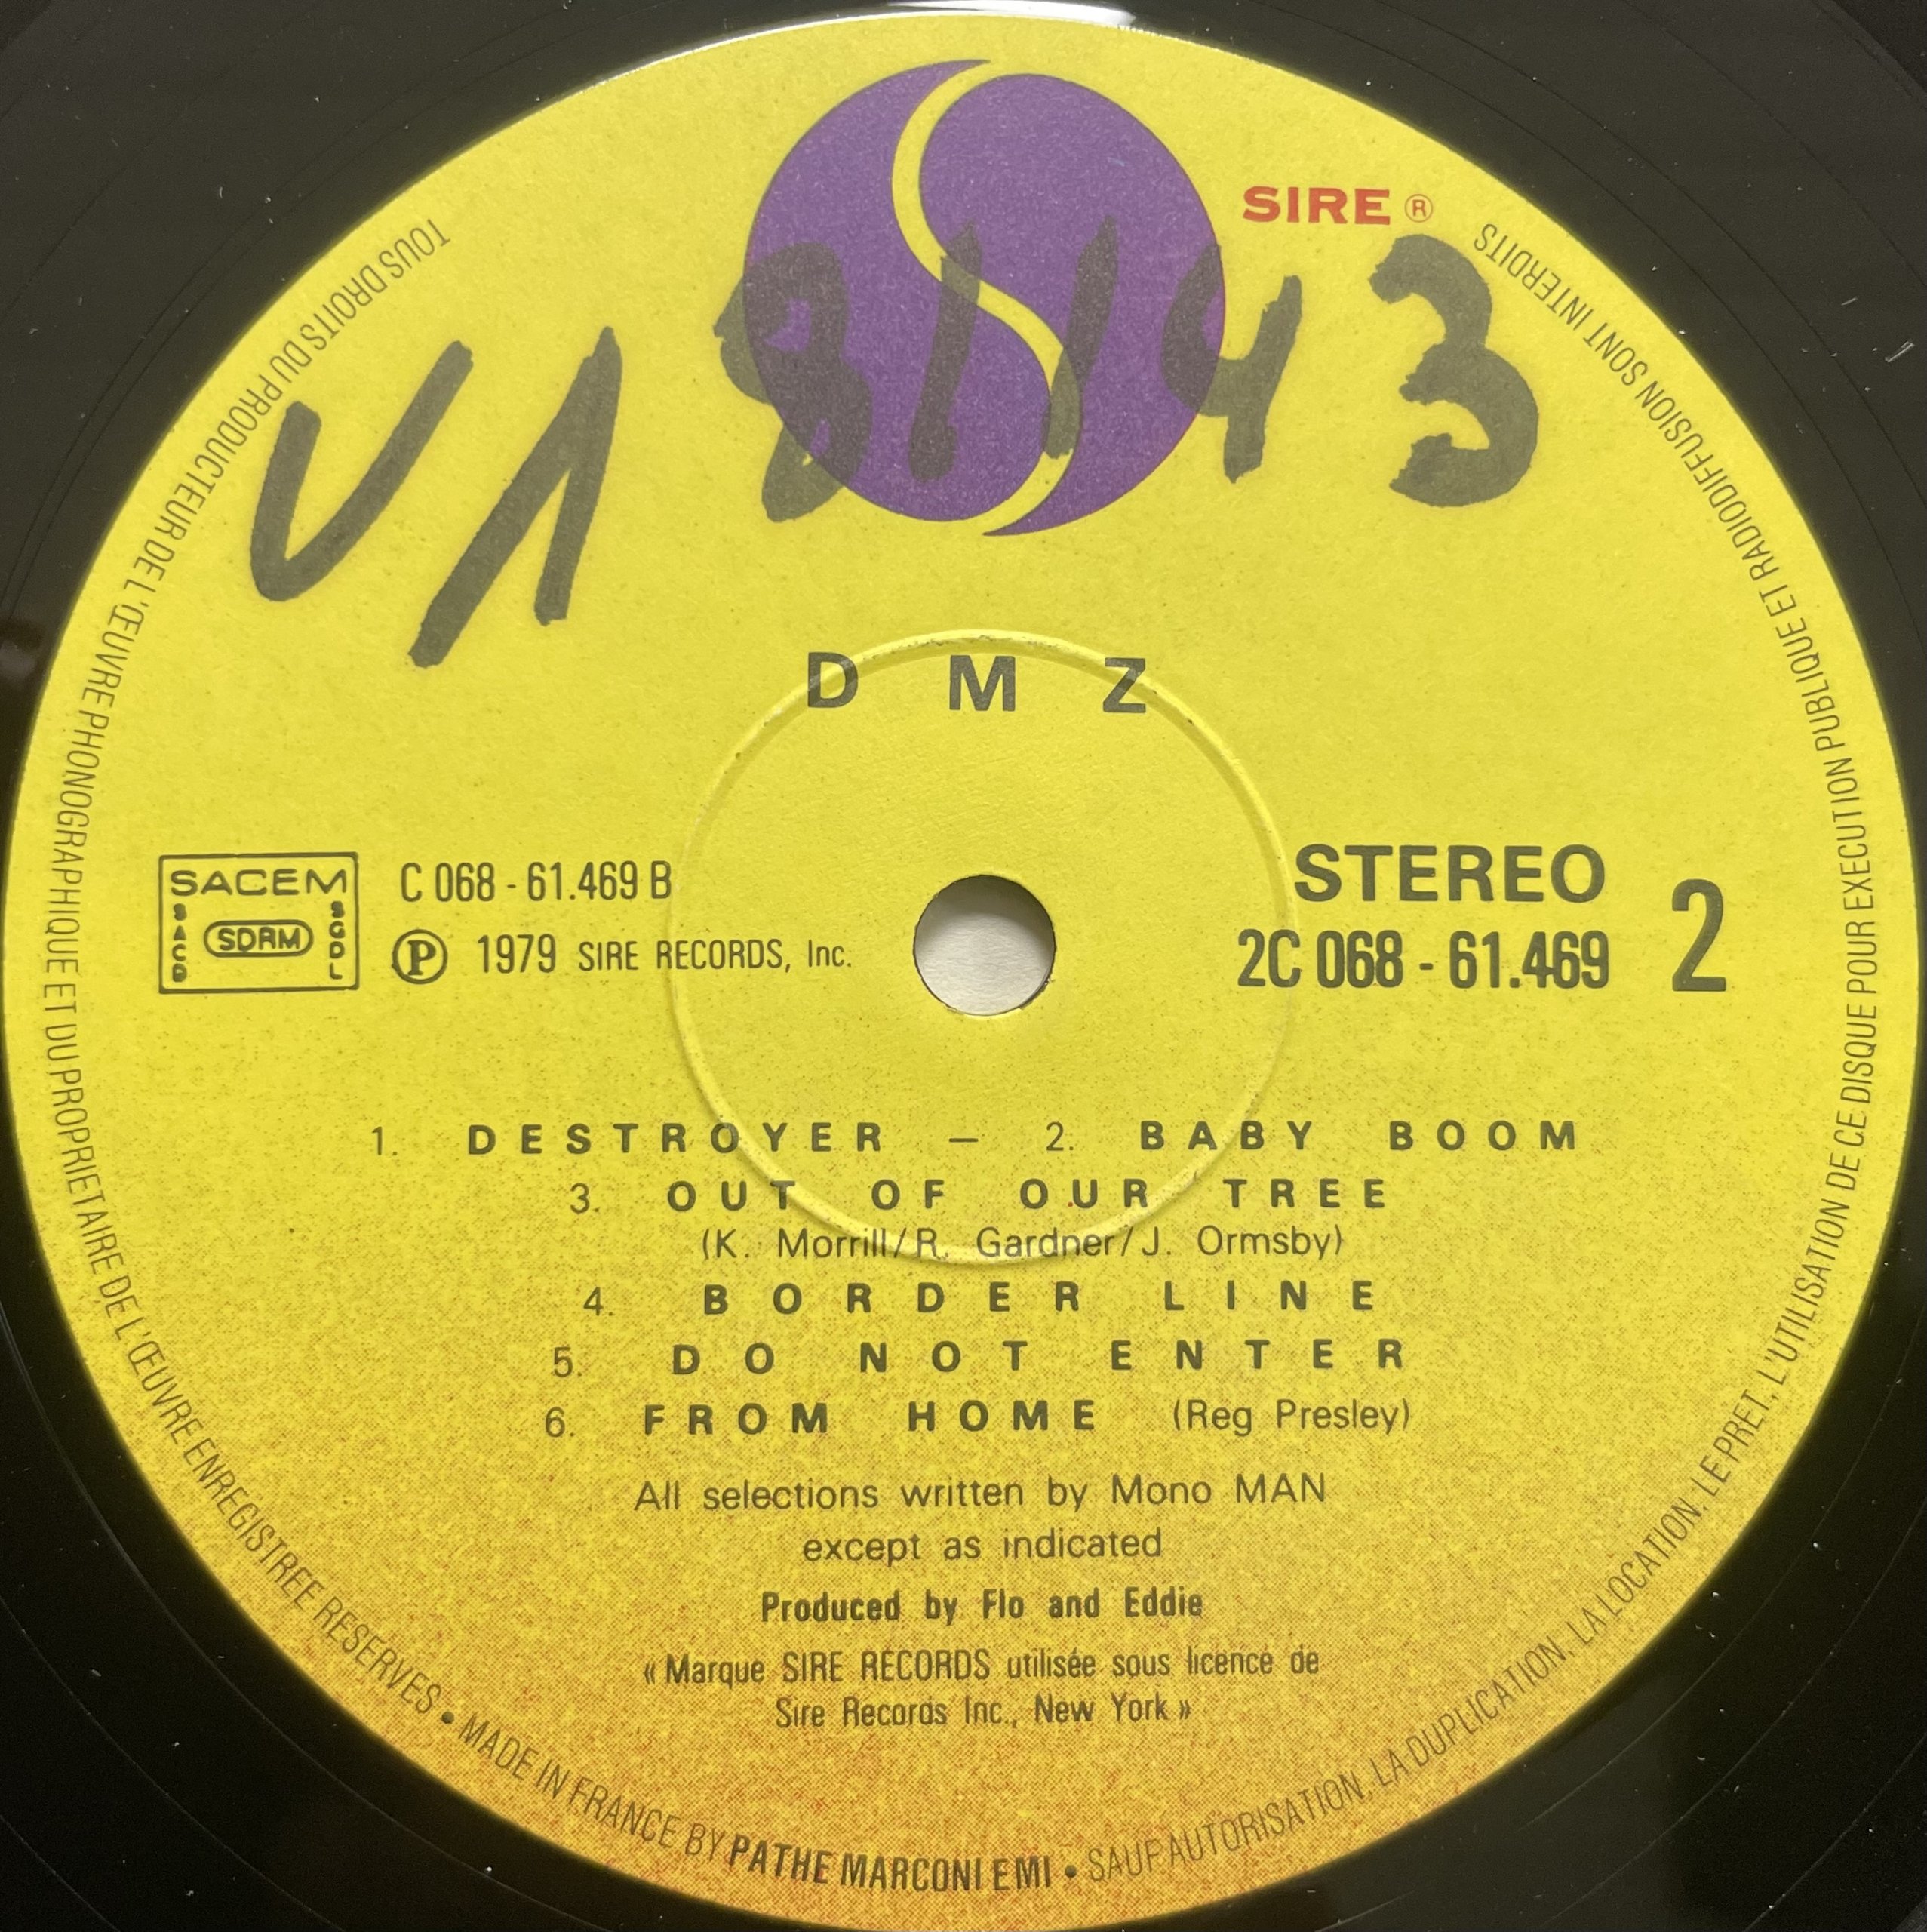 SIRE ®
V1 81143
D M Z
SACEM
SACD
SDRM
SGDL
C 068 - 61.469 B
Ⓟ 1979 SIRE RECORDS, Inc.
STEREO
2C 068 - 61.469
2
1. DESTROYER – 2. BABY BOOM
3. OUT OF OUR TREE
(K. Morrill/R. Gardner/J. Ormsby)
4. BORDER LINE
5. DO NOT ENTER
6. FROM HOME (Reg Presley)
All selections written by Mono MAN
except as indicated
Produced by Flo and Eddie
« Marque SIRE RECORDS utilisée sous licence de
Sire Records Inc., New York »
TOUS DROITS DU PRODUCTEUR DE L'ŒUVRE PHONOGRAPHIQUE ET DU PROPRIETAIRE DE L'ŒUVRE ENREGISTREE RESERVES • MADE IN FRANCE BY PATHE MARCONI EMI • SAUF AUTORISATION, LA DUPLICATION, LA LOCATION, LE PRET, L'UTILISATION DE CE DISQUE POUR EXECUTION PUBLIQUE ET RADIODIFFUSION SONT INTERDITS